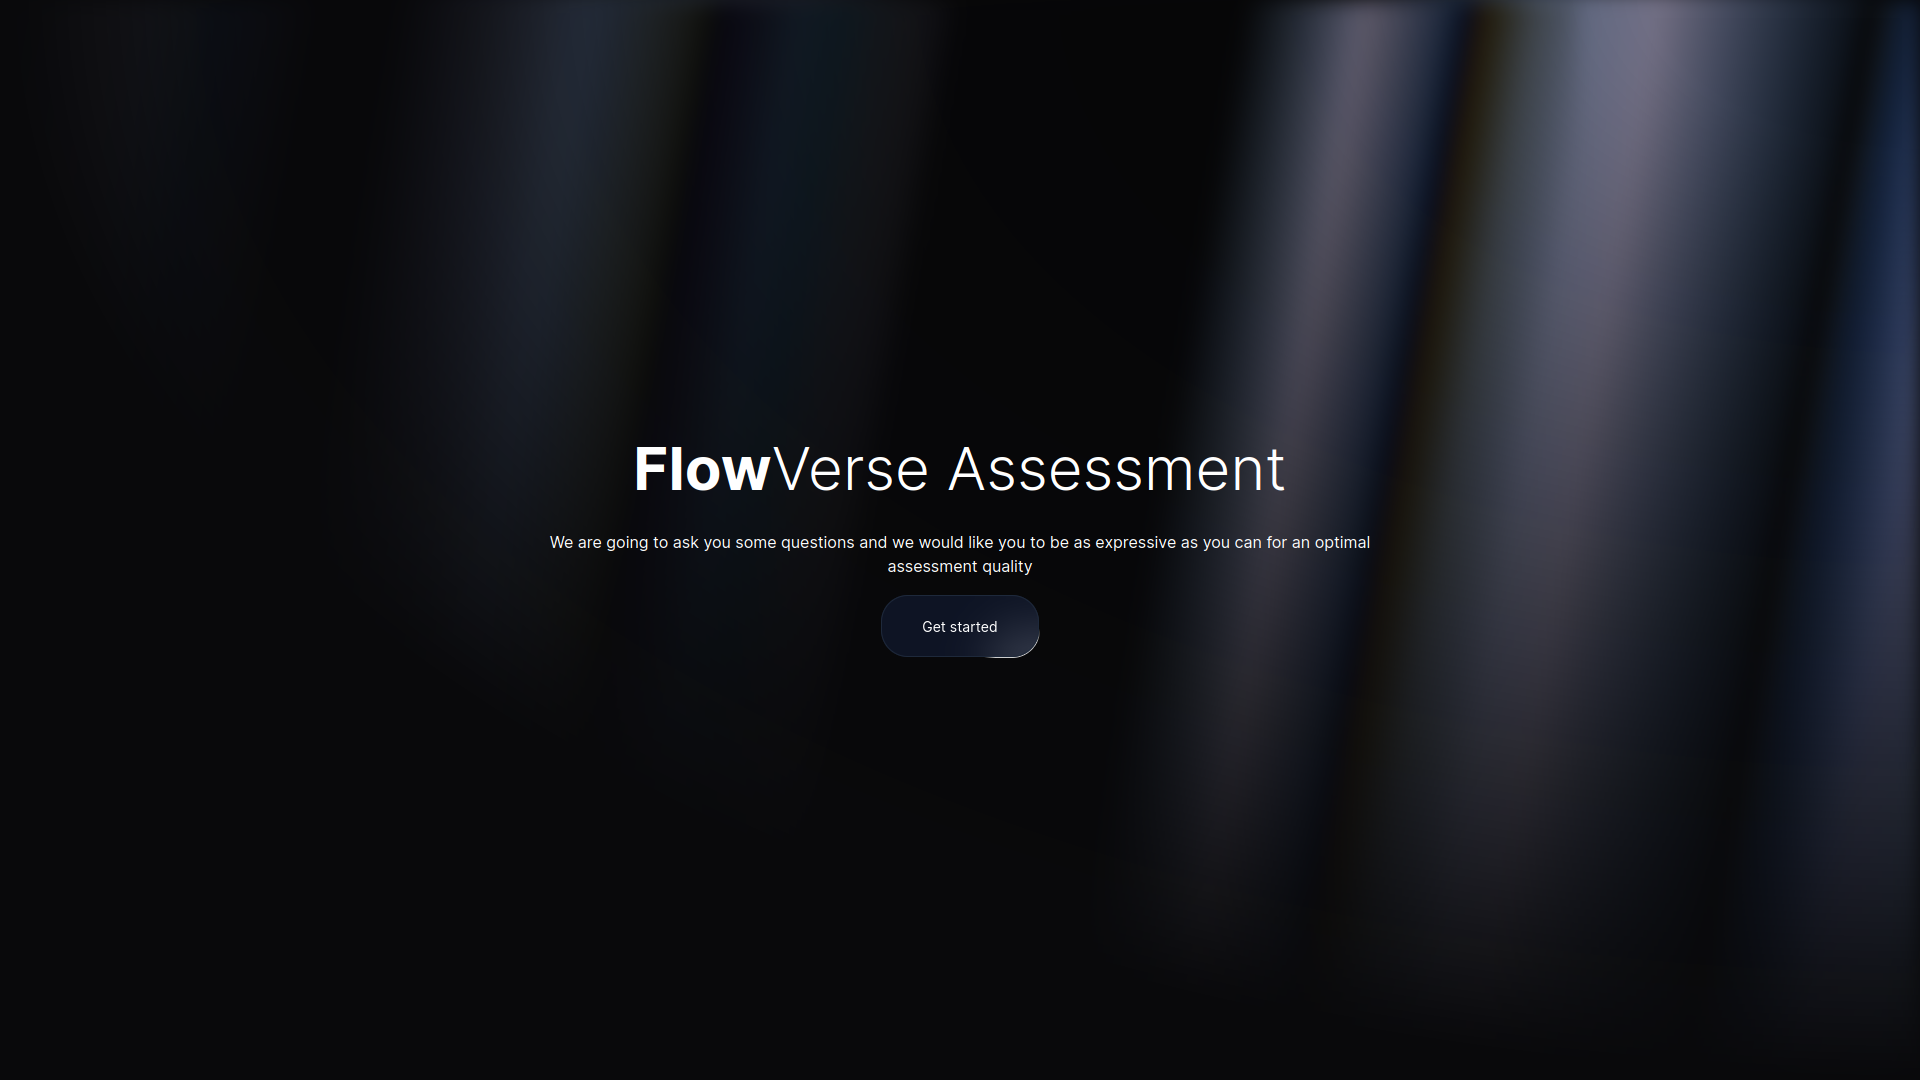 FlowVerse Assessment
We are going to ask you some questions and we would like you to be as expressive as you can for an optimal
assessment quality
Get started